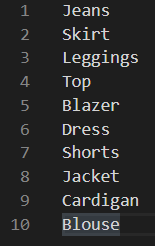 1 Jeans
2 Skirt
3 Leggings
4 Top
5 Blazer
6 Dress
7 Shorts
8 Jacket
9 Cardigan
10 Blouse